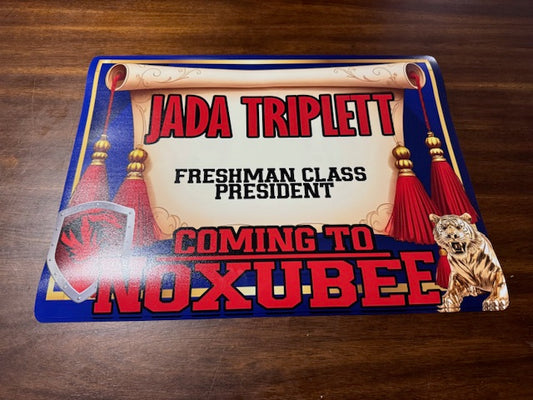 JADA TRIPLETT
FRESHMAN CLASS
PRESIDENT
COMING TO
NOXUBEE